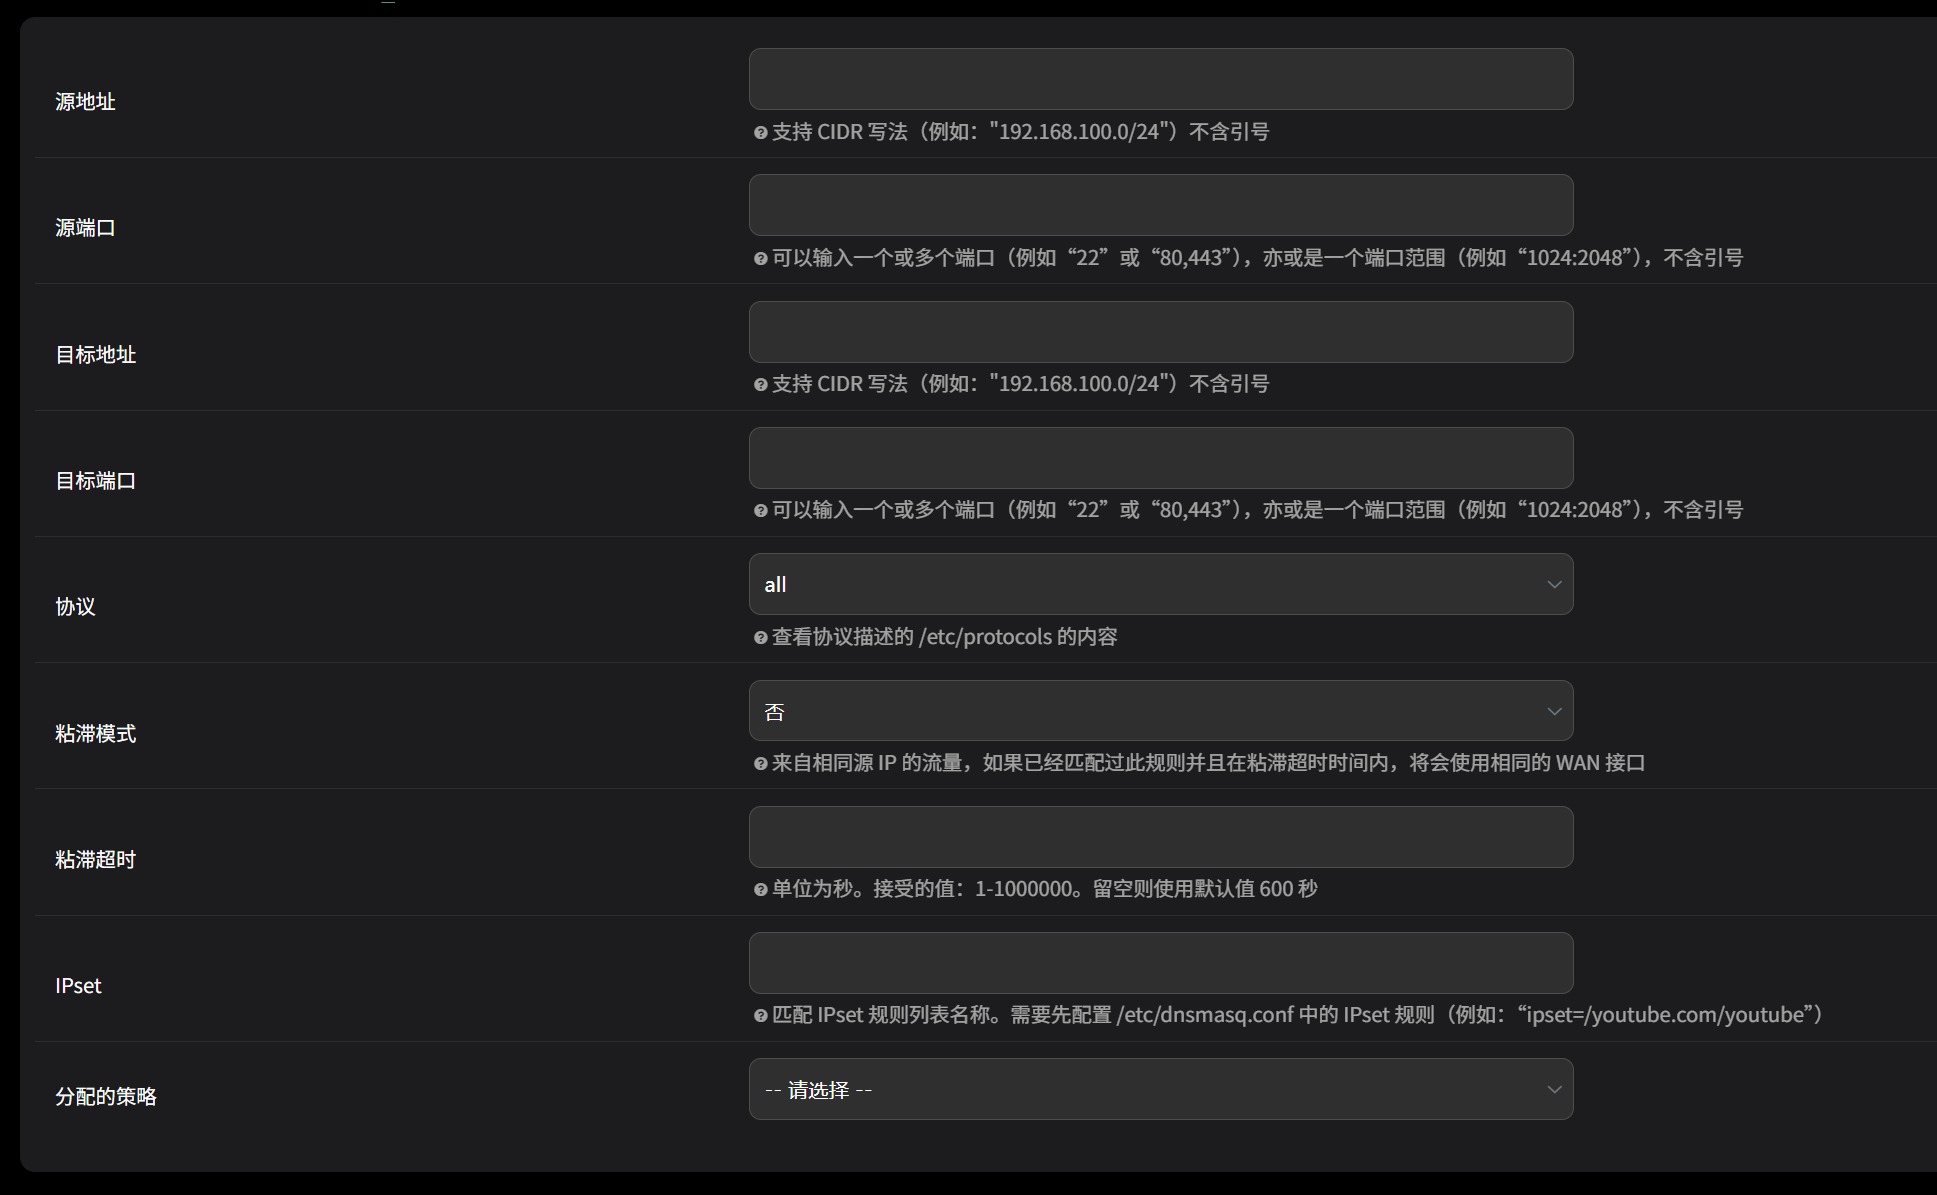 源地址
支持 CIDR 写法（例如："192.168.100.0/24"）不含引号
源端口
可以输入一个或多个端口（例如“22”或“80,443”），亦或是一个端口范围（例如“1024:2048”），不含引号
目标地址
支持 CIDR 写法（例如："192.168.100.0/24"）不含引号
目标端口
可以输入一个或多个端口（例如“22”或“80,443”），亦或是一个端口范围（例如“1024:2048”），不含引号
协议
all
查看协议描述的 /etc/protocols 的内容
粘滞模式
否
来自相同源 IP 的流量，如果已经匹配过此规则并且在粘滞超时时间内，将会使用相同的 WAN 接口
粘滞超时
单位为秒。接受的值：1-1000000。留空则使用默认值 600 秒
IPset
匹配 IPset 规则列表名称。需要先配置 /etc/dnsmasq.conf 中的 IPset 规则（例如：“ipset=/youtube.com/youtube”）
分配的策略
-- 请选择 --